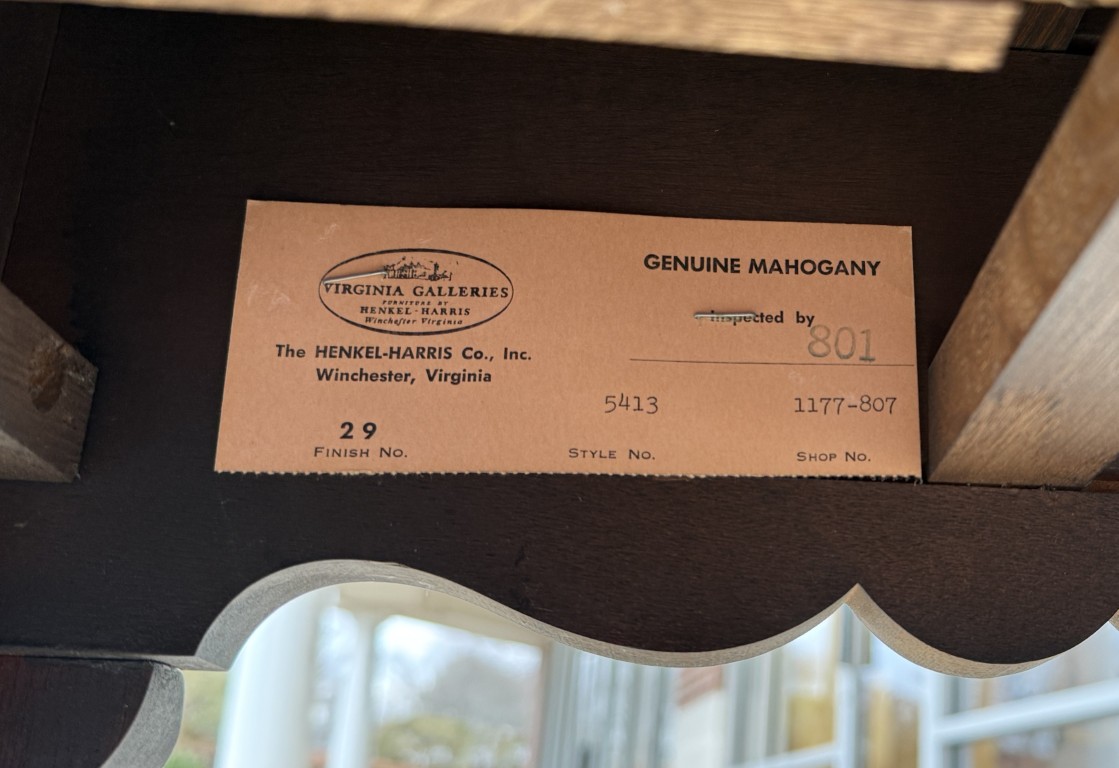 VIRGINIA GALLERIES
FURNITURE BY
HENKEL-HARRIS
Winchester Virginia
The HENKEL-HARRIS Co., Inc.
Winchester, Virginia
29
FINISH NO.
GENUINE MAHOGANY
Inspected by
801
5413
STYLE NO.
1177-807
SHOP NO.